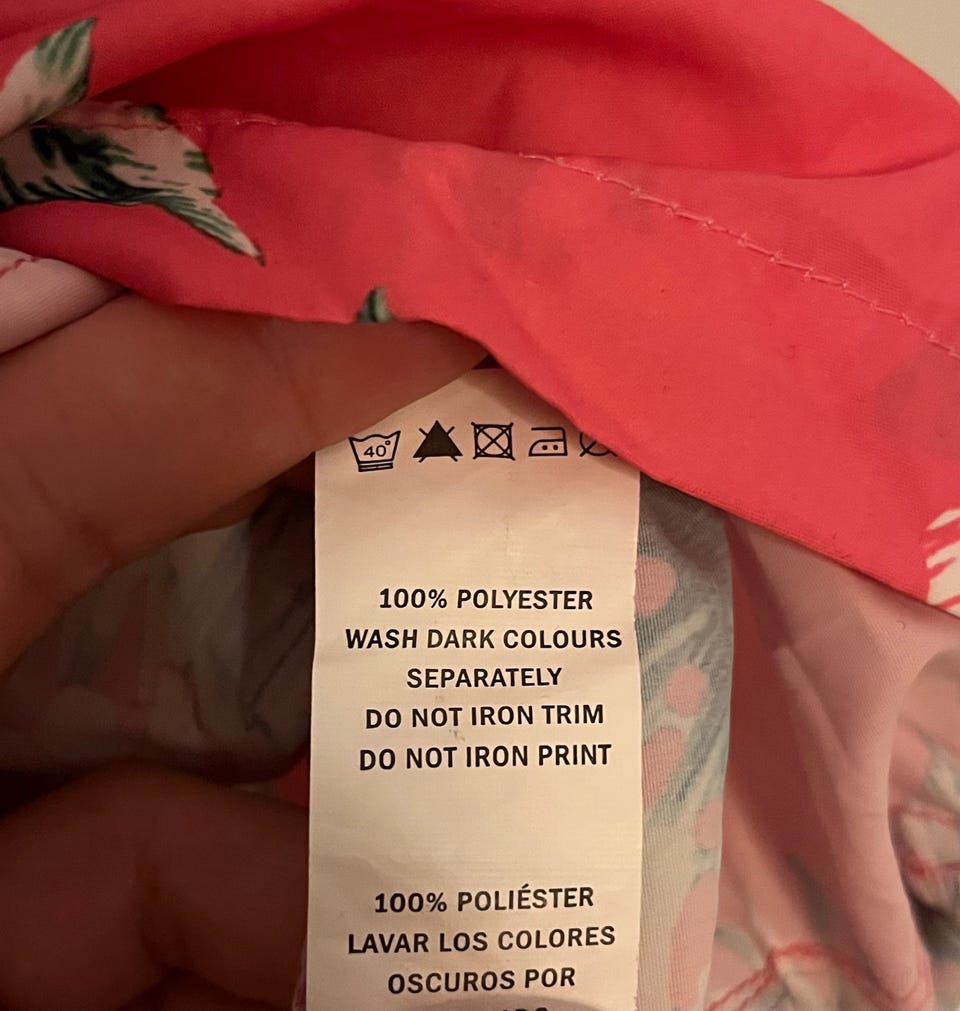 40°
100% POLYESTER
WASH DARK COLOURS
SEPARATELY
DO NOT IRON TRIM
DO NOT IRON PRINT
100% POLIÉSTER
LAVAR LOS COLORES
OSCUROS POR